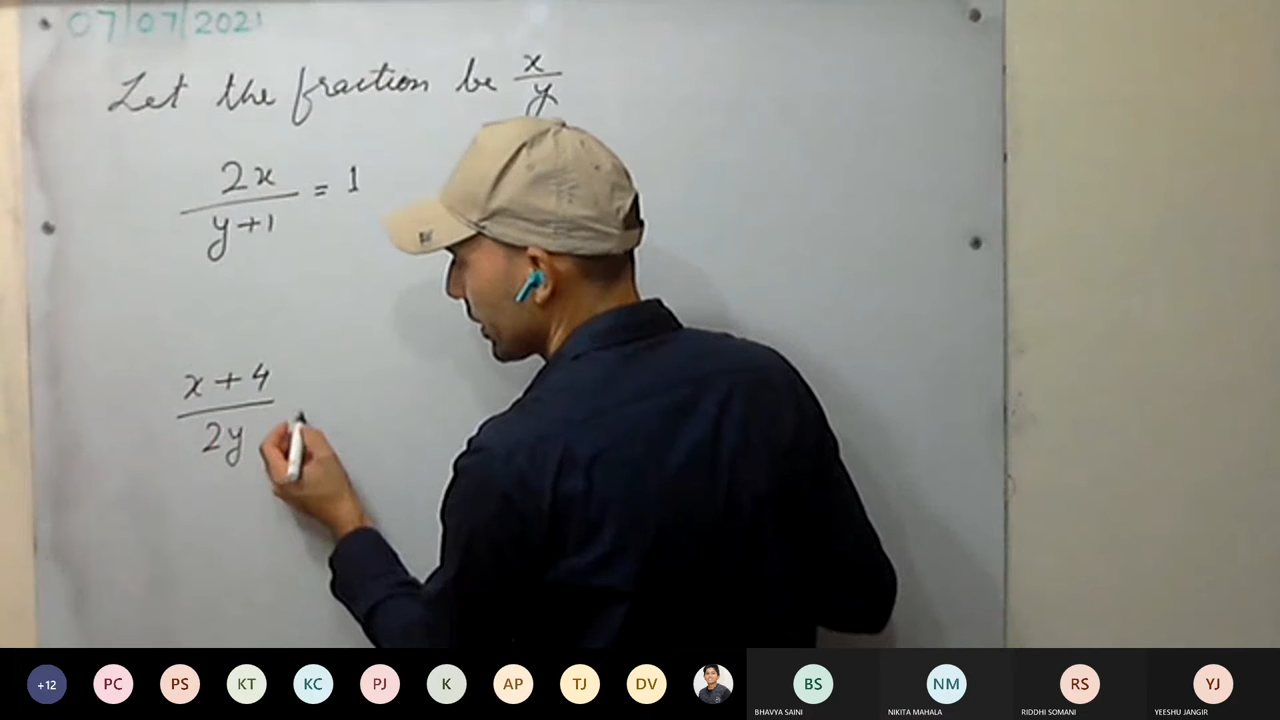 07/07/2021
Let the fraction be x/y
2x/y+1 = 1
x+4/2y
+12 PC PS KT KC PJ K AP TJ DV BS NM RS YJ
BHAVYA SAINI NIKITA MAHALA RIDDHI SOMANI YEESHU JANGIR